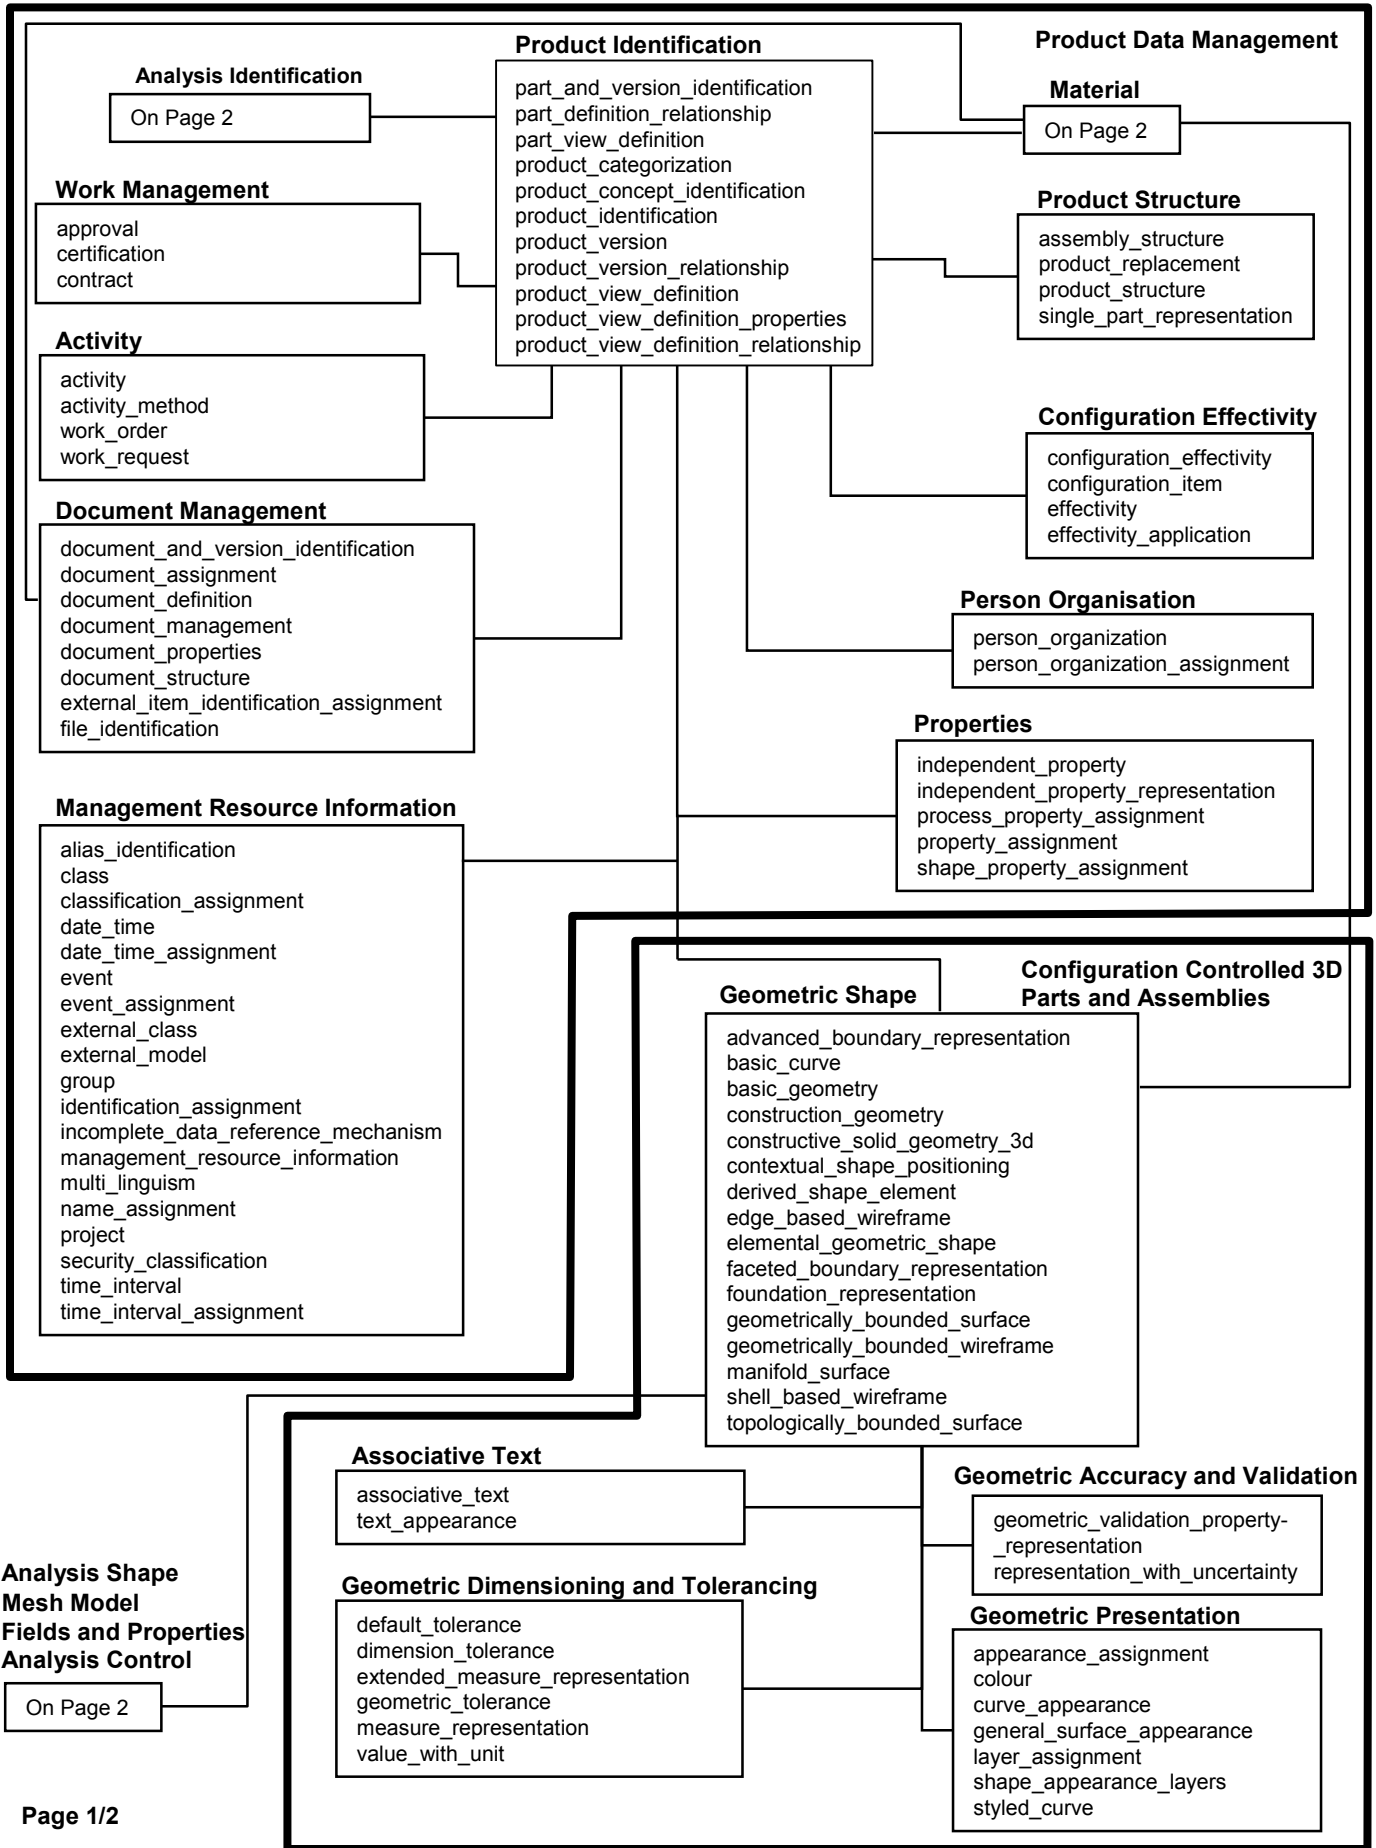 Product Identification
Product Data Management
Analysis Identification
On Page 2
part_and_version_identification
part_definition_relationship
part_view_definition
product_categorization
product_concept_identification
product_identification
product_version
product_version_relationship
product_view_definition
product_view_definition_properties
product_view_definition_relationship
Material
On Page 2
Work Management
approval
certification
contract
Product Structure
assembly_structure
product_replacement
product_structure
single_part_representation
Activity
activity
activity_method
work_order
work_request
Configuration Effectivity
configuration_effectivity
configuration_item
effectivity
effectivity_application
Document Management
document_and_version_identification
document_assignment
document_definition
document_management
document_properties
document_structure
external_item_identification_assignment
file_identification
Person Organisation
person_organization
person_organization_assignment
Properties
independent_property
independent_property_representation
process_property_assignment
property_assignment
shape_property_assignment
Management Resource Information
alias_identification
class
classification_assignment
date_time
date_time_assignment
event
event_assignment
external_class
external_model
group
identification_assignment
incomplete_data_reference_mechanism
management_resource_information
multi_linguism
name_assignment
project
security_classification
time_interval
time_interval_assignment
Configuration Controlled 3D
Parts and Assemblies
Geometric Shape
advanced_boundary_representation
basic_curve
basic_geometry
construction_geometry
constructive_solid_geometry_3d
contextual_shape_positioning
derived_shape_element
edge_based_wireframe
elemental_geometric_shape
faceted_boundary_representation
foundation_representation
geometrically_bounded_surface
geometrically_bounded_wireframe
manifold_surface
shell_based_wireframe
topologically_bounded_surface
Associative Text
associative_text
text_appearance
Geometric Accuracy and Validation
geometric_validation_property-
_representation
representation_with_uncertainty
Analysis Shape
Mesh Model
Fields and Properties
Analysis Control
On Page 2
Geometric Dimensioning and Tolerancing
default_tolerance
dimension_tolerance
extended_measure_representation
geometric_tolerance
measure_representation
value_with_unit
Geometric Presentation
appearance_assignment
colour
curve_appearance
general_surface_appearance
layer_assignment
shape_appearance_layers
styled_curve
Page 1/2